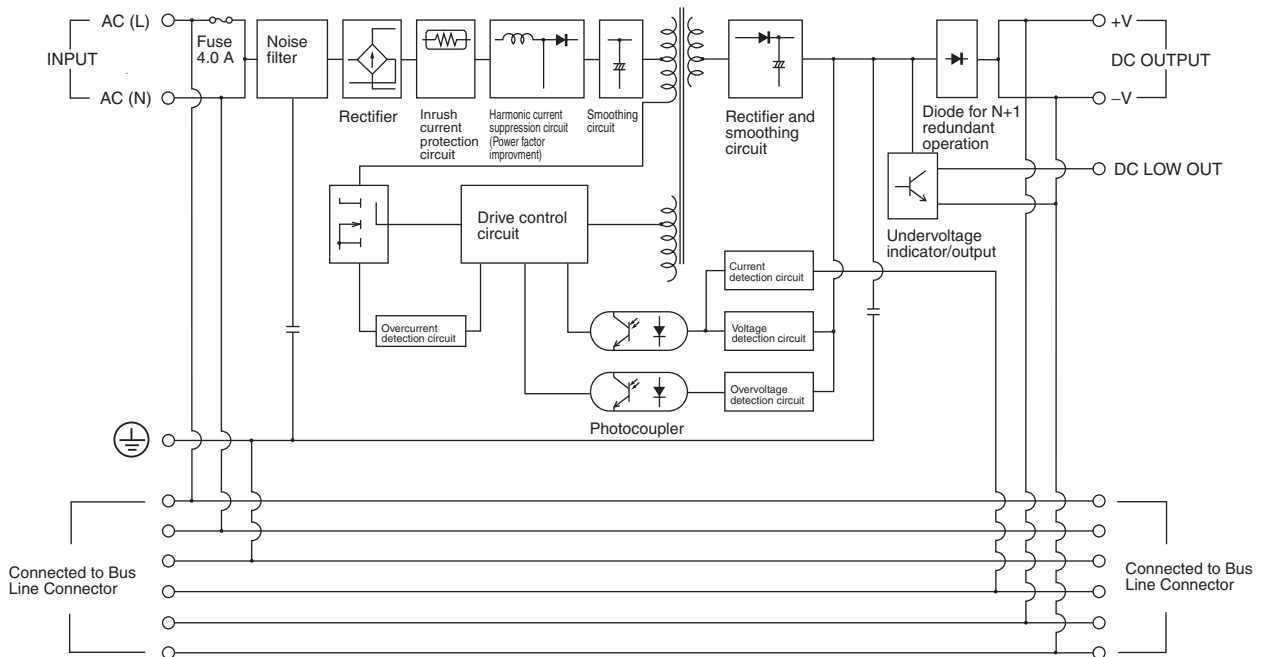 AC (L)
INPUT
AC (N)
Fuse
4.0 A
Noise
filter
Rectifier
Inrush
current
protection
circuit
Harmonic current
suppression circuit
(Power factor
improvment)
Smoothing
circuit
Rectifier and
smoothing
circuit
Diode for N+1
redundant
operation
+V
DC OUTPUT
–V
DC LOW OUT
Undervoltage
indicator/output
Drive control
circuit
Overcurrent
detection circuit
Current
detection circuit
Voltage
detection circuit
Overvoltage
detection circuit
Photocoupler
Connected to Bus
Line Connector
Connected to Bus
Line Connector